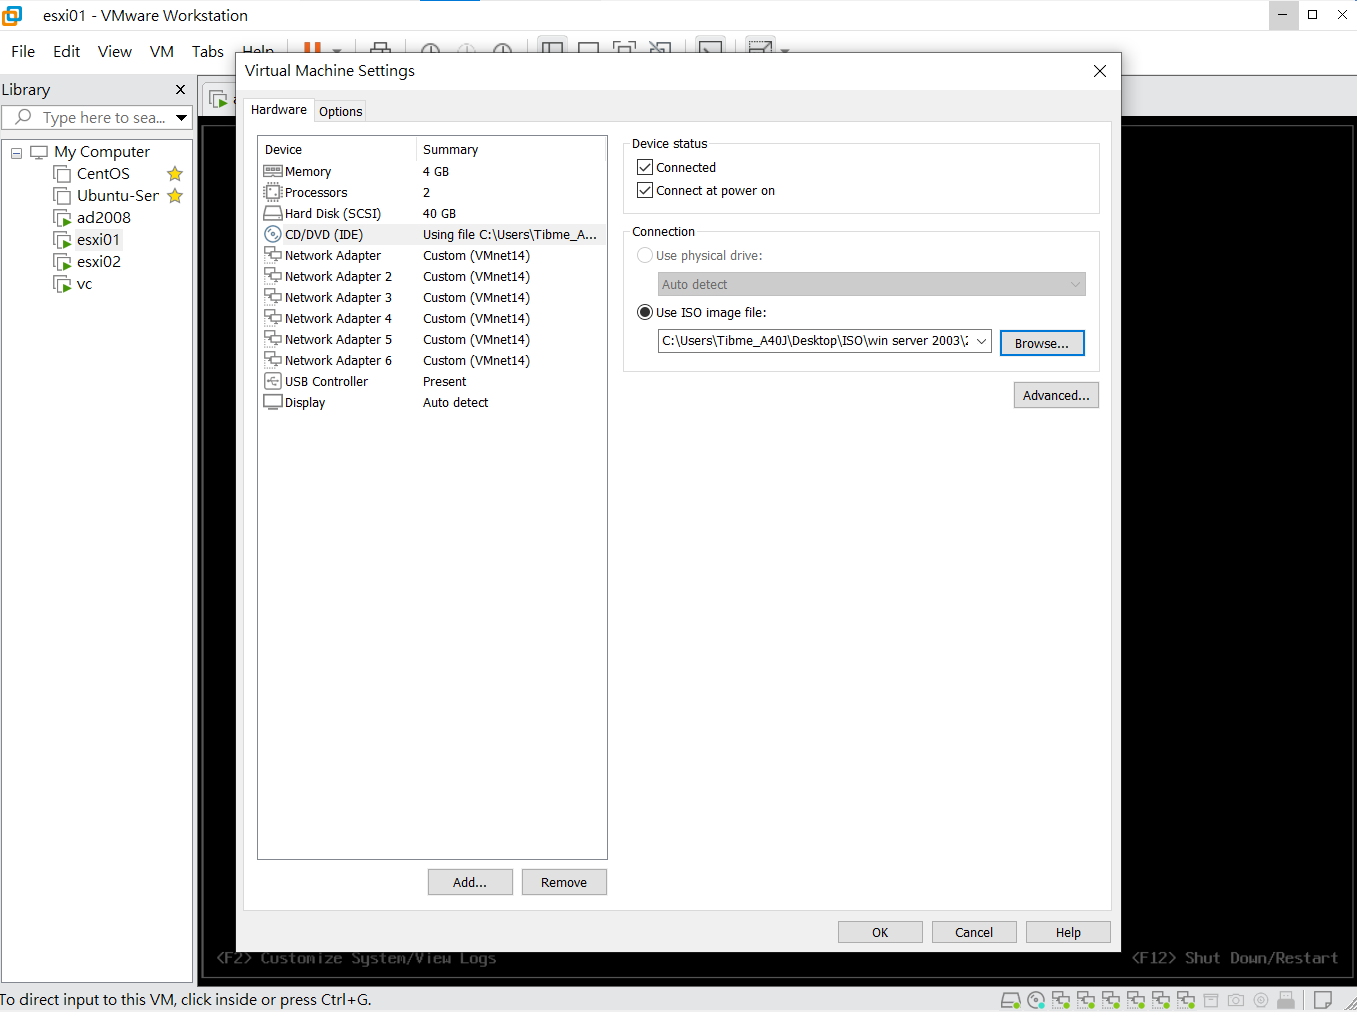 esxi01 - VMware Workstation
File Edit View VM Tabs Help
Library
Type here to sea...
My Computer
CentOS
Ubuntu-Ser
ad2008
esxi01
esxi02
vc
Virtual Machine Settings
Hardware Options
Device Summary
Memory 4 GB
Processors 2
Hard Disk (SCSI) 40 GB
CD/DVD (IDE) Using file C:\Users\Tibme_A...
Network Adapter Custom (VMnet14)
Network Adapter 2 Custom (VMnet14)
Network Adapter 3 Custom (VMnet14)
Network Adapter 4 Custom (VMnet14)
Network Adapter 5 Custom (VMnet14)
Network Adapter 6 Custom (VMnet14)
USB Controller Present
Display Auto detect
Add... Remove
Device status
Connected
Connect at power on
Connection
Use physical drive:
Auto detect
Use ISO image file:
C:\Users\Tibme_A40J\Desktop\ISO\win server 2003\
Browse...
Advanced...
OK Cancel Help
<F2> Customize System/View Logs <F12> Shut Down/Restart
To direct input to this VM, click inside or press Ctrl+G.